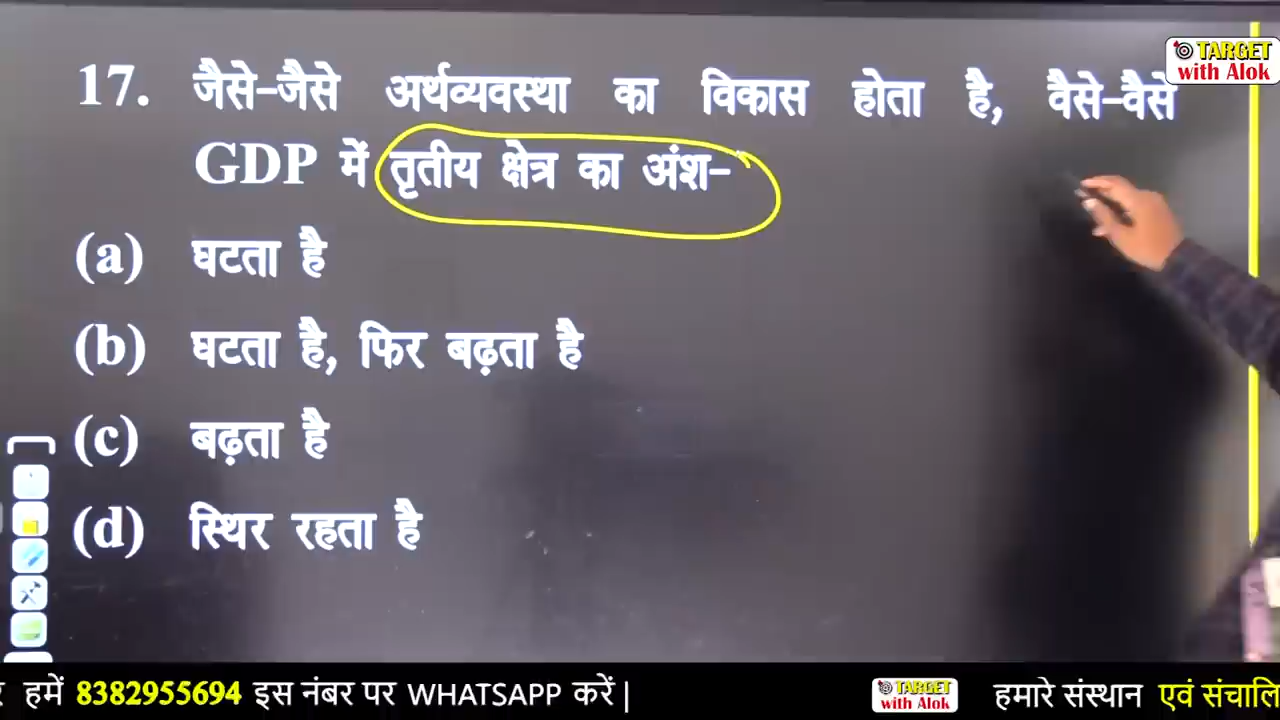 TARGET
with Alok
17. जैसे-जैसे अर्थव्यवस्था का विकास होता है, वैसे-वैसे
GDP में तृतीय क्षेत्र का अंश-
(a) घटता है
(b) घटता है, फिर बढ़ता है
(c) बढ़ता है
(d) स्थिर रहता है
हमें 8382955694 इस नंबर पर WHATSAPP करें |
TARGET
with Alok
हमारे संस्थान एवं